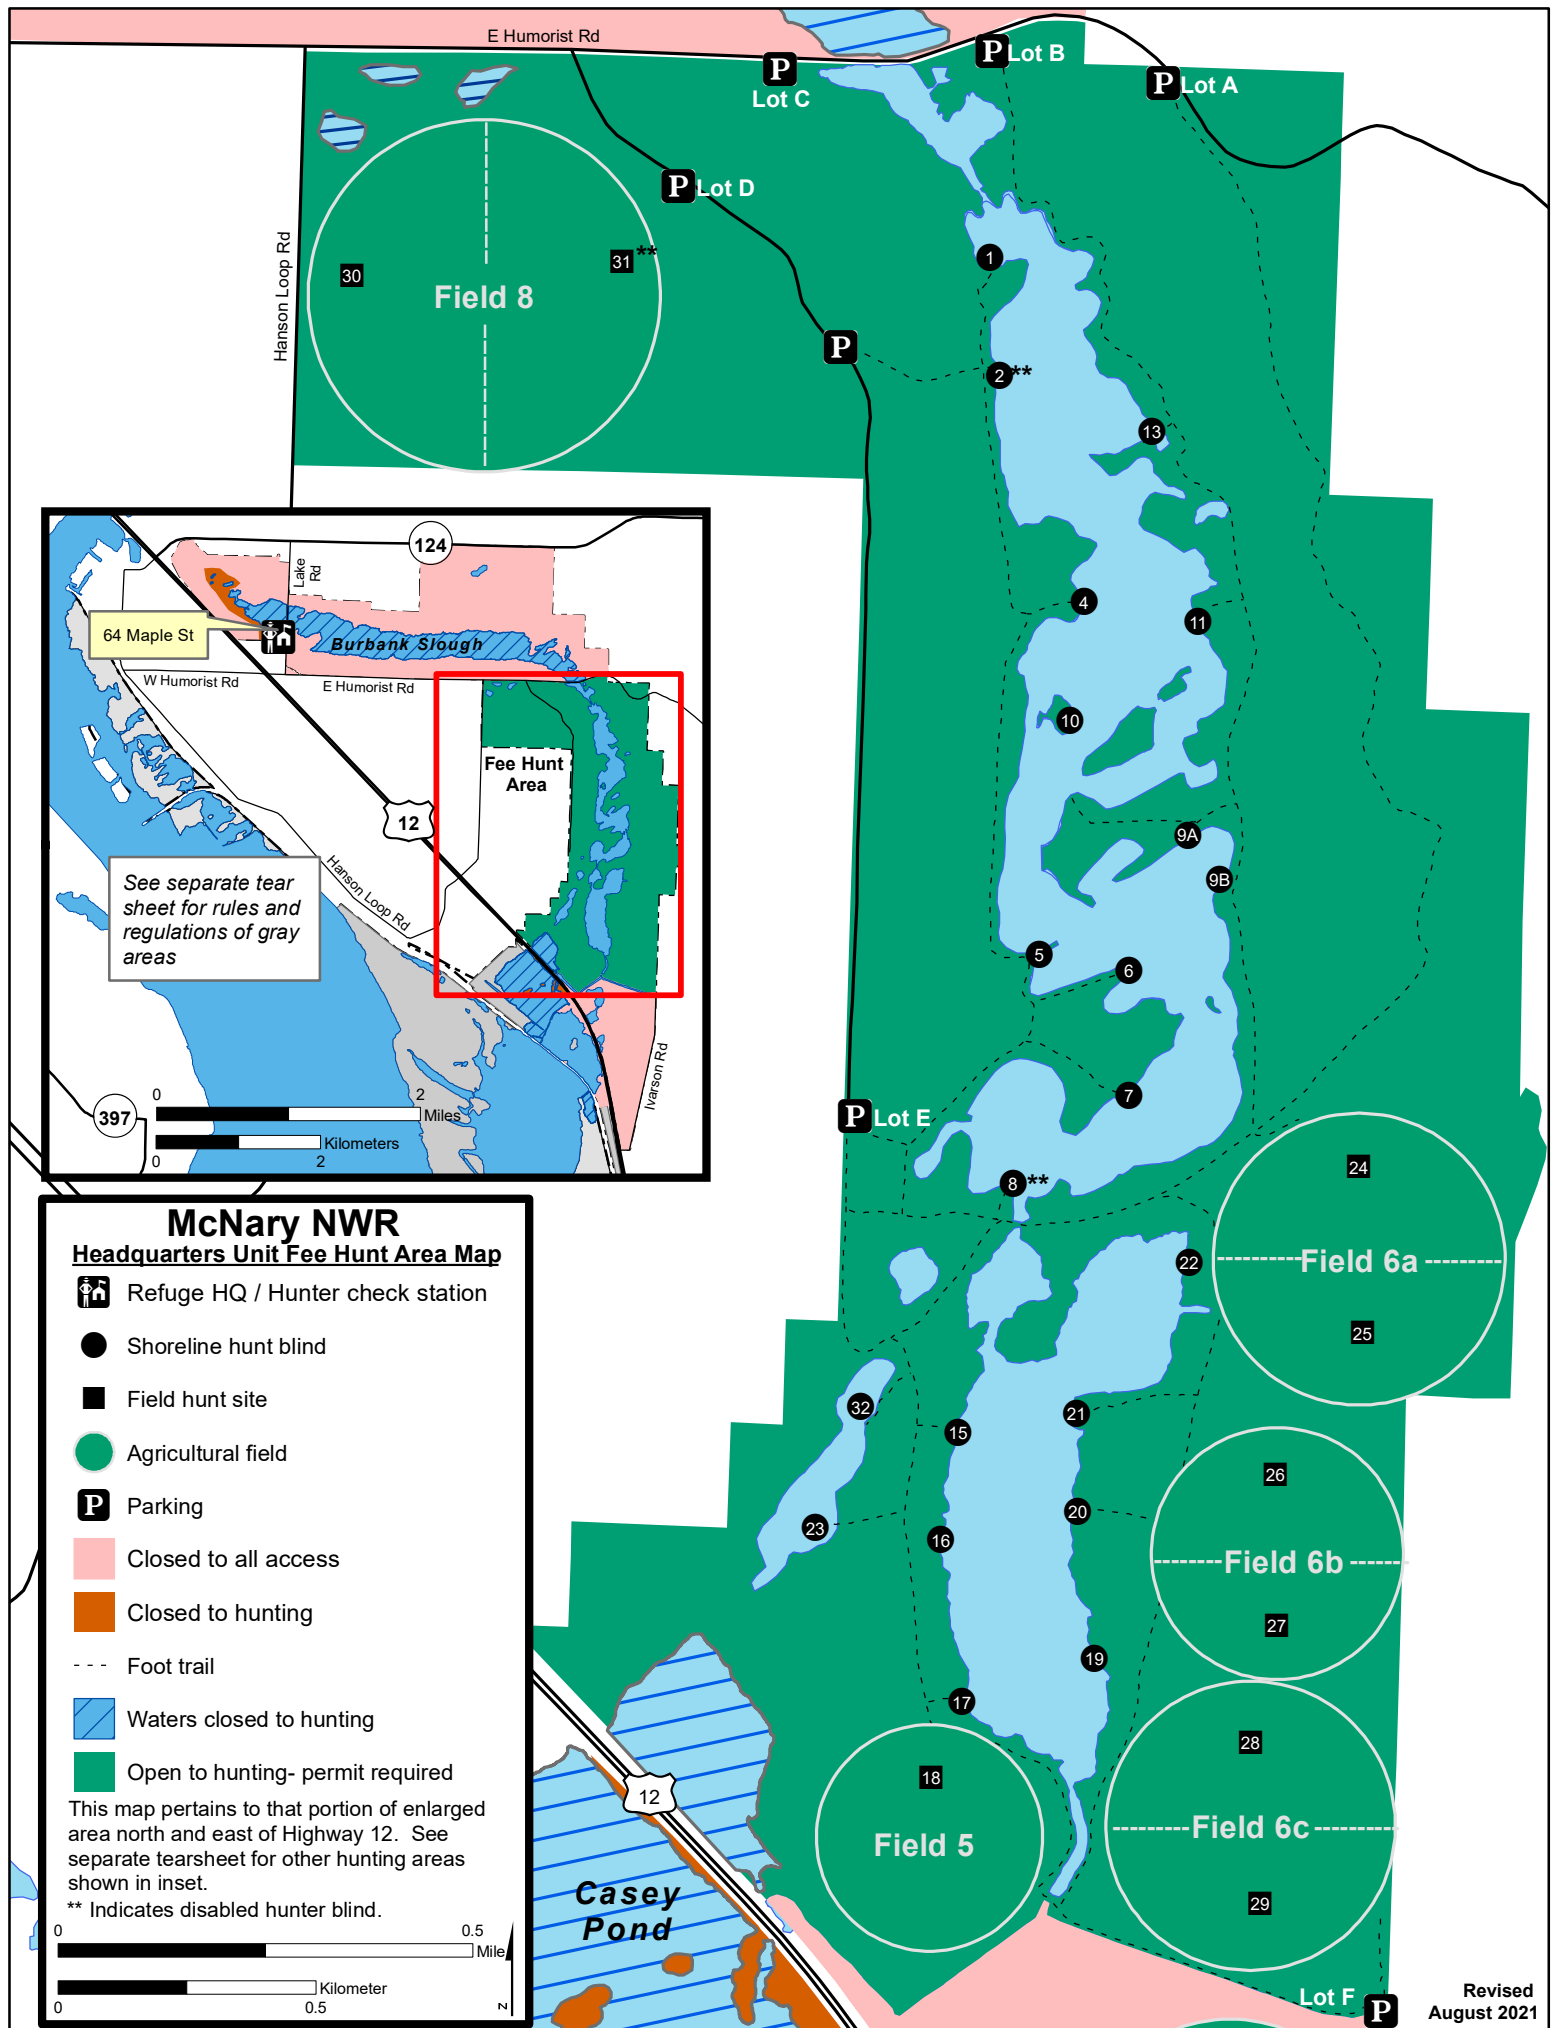 E Humorist Rd
P Lot B
P
Lot C
P Lot A
P Lot D
Hanson Loop Rd
30
31 **
Field 8
P
1
2 **
13
4
11
10
9A
9B
5
6
7
P Lot E
8 **
24
Field 6a
25
22
32
15
21
23
16
20
26
Field 6b
27
19
17
18
Field 5
28
Field 6c
29
12
Casey
Pond
Lot F P
Revised
August 2021
124
Lake
Rd
64 Maple St
Burbank Slough
W Humorist Rd
E Humorist Rd
Fee Hunt
Area
12
Hanson Loop Rd
See separate tear
sheet for rules and
regulations of gray
areas
Ivarson Rd
397
0 2
Miles
Kilometers
0 2
McNary NWR
Headquarters Unit Fee Hunt Area Map
Refuge HQ / Hunter check station
Shoreline hunt blind
Field hunt site
Agricultural field
P Parking
Closed to all access
Closed to hunting
Foot trail
Waters closed to hunting
Open to hunting- permit required
This map pertains to that portion of enlarged
area north and east of Highway 12. See
separate tearsheet for other hunting areas
shown in inset.
** Indicates disabled hunter blind.
0 0.5
Mile
Kilometer
0 0.5
z